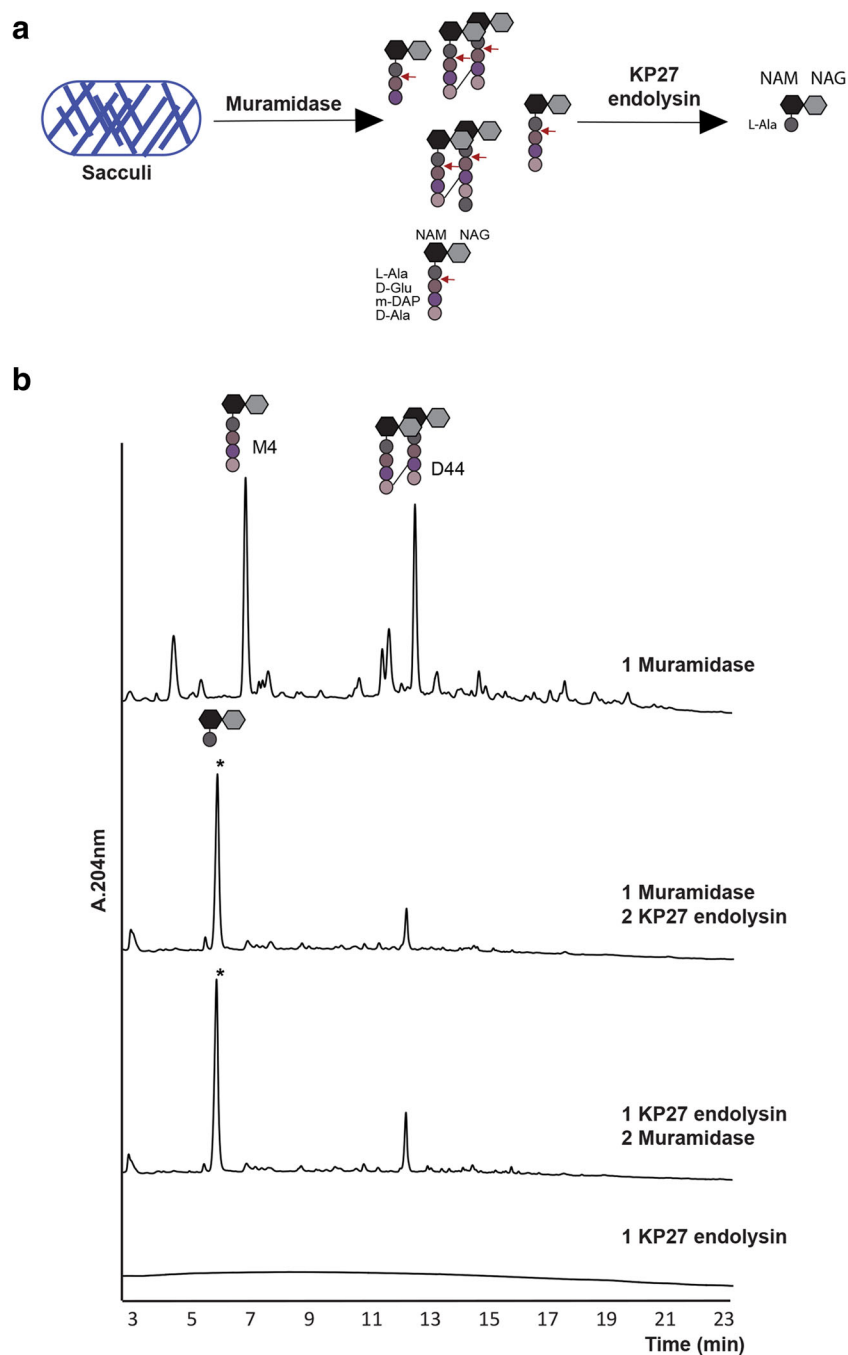 a
Muramidase
KP27
endolysin
NAM NAG
L-Ala
Sacculi
NAM NAG
L-Ala
D-Glu
m-DAP
D-Ala
b
M4
D44
1 Muramidase
*
1 Muramidase
2 KP27 endolysin
*
1 KP27 endolysin
2 Muramidase
1 KP27 endolysin
A.204nm
3 5 7 9 11 13 15 17 19 21 23
Time (min)